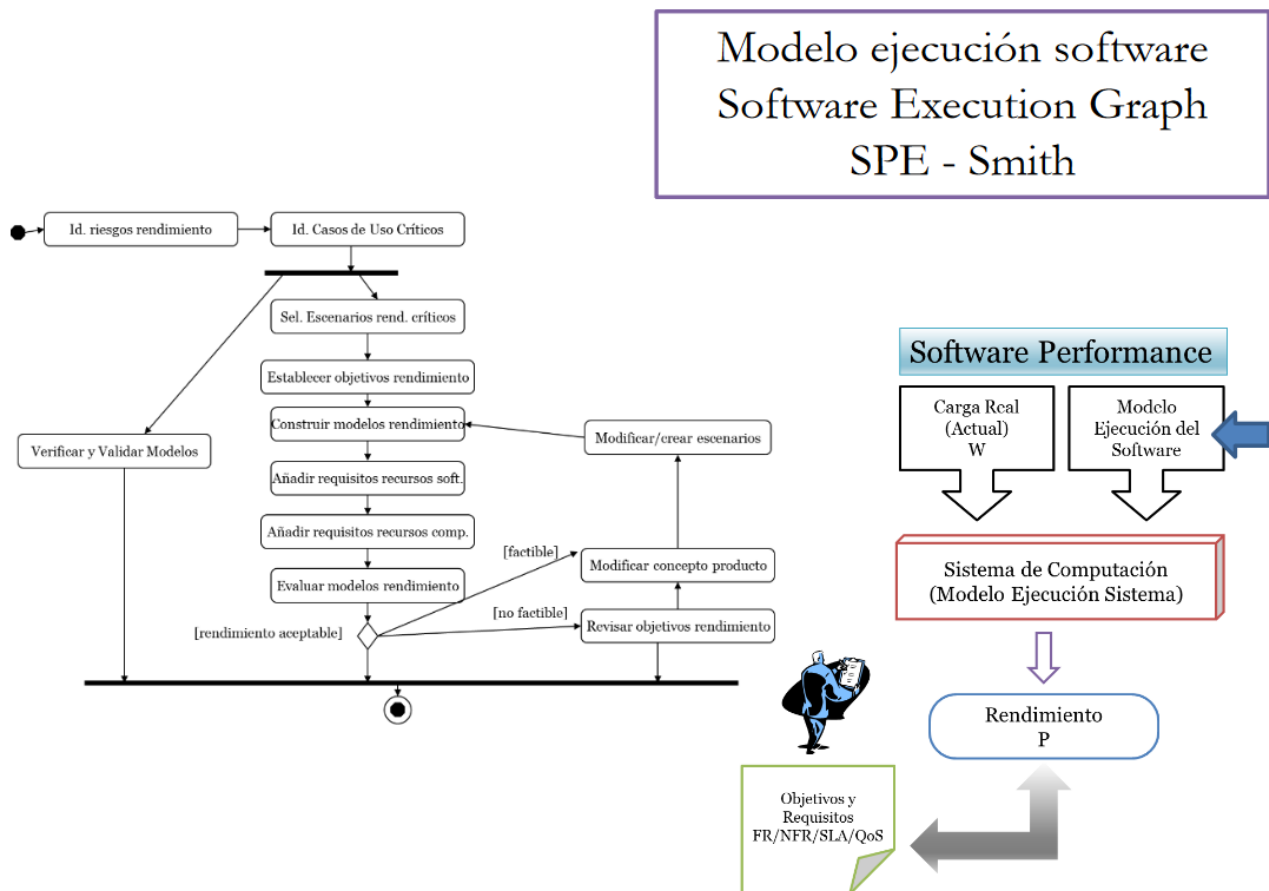 Modelo ejecución software
Software Execution Graph
SPE - Smith
Id. riesgos rendimiento
Id. Casos de Uso Críticos
Sel. Escenarios rend. críticos
Establecer objetivos rendimiento
Construir modelos rendimiento
Modificar/crear escenarios
Verificar y Validar Modelos
Añadir requisitos recursos soft.
Añadir requisitos recursos comp.
[factible]
Evaluar modelos rendimiento
Modificar concepto producto
[no factible]
[rendimiento aceptable]
Revisar objetivos rendimiento
Software Performance
Carga Real
(Actual)
W
Modelo
Ejecución del
Software
Sistema de Computación
(Modelo Ejecución Sistema)
Rendimiento
P
Objetivos y
Requisitos
FR/NFR/SLA/QoS